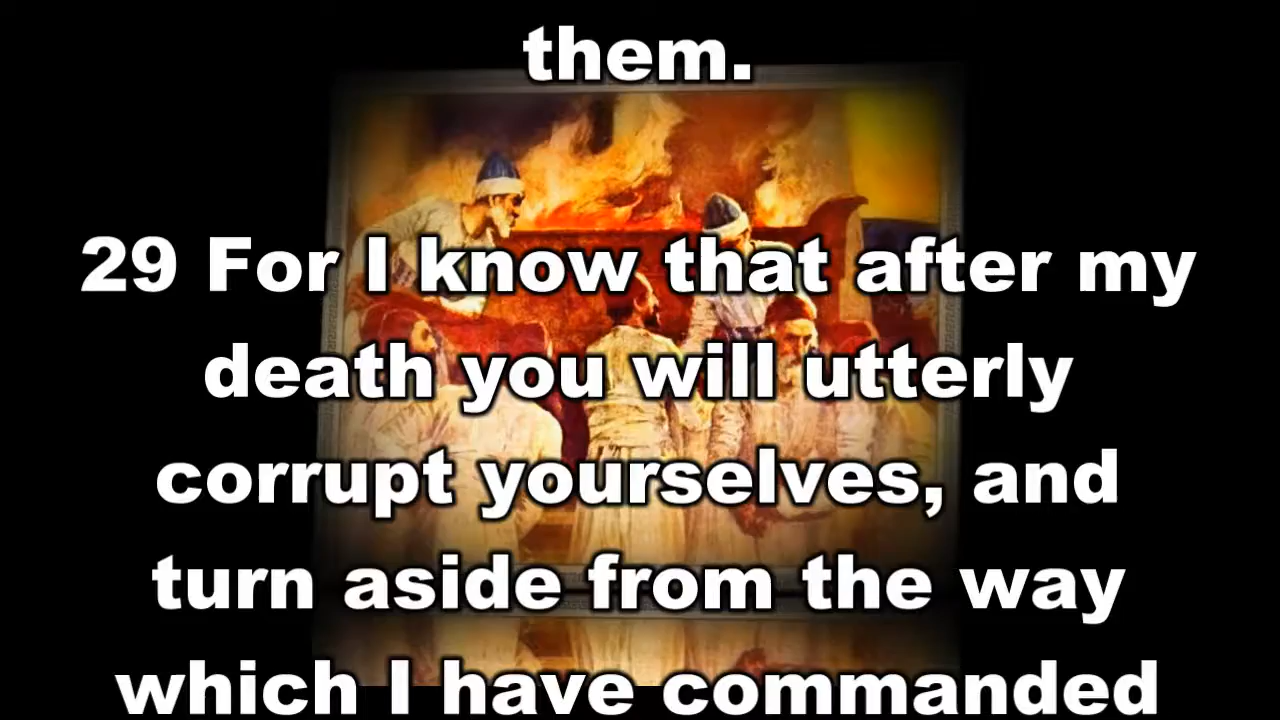 them.
29 For I know that after my
death you will utterly
corrupt yourselves, and
turn aside from the way
which I have commanded